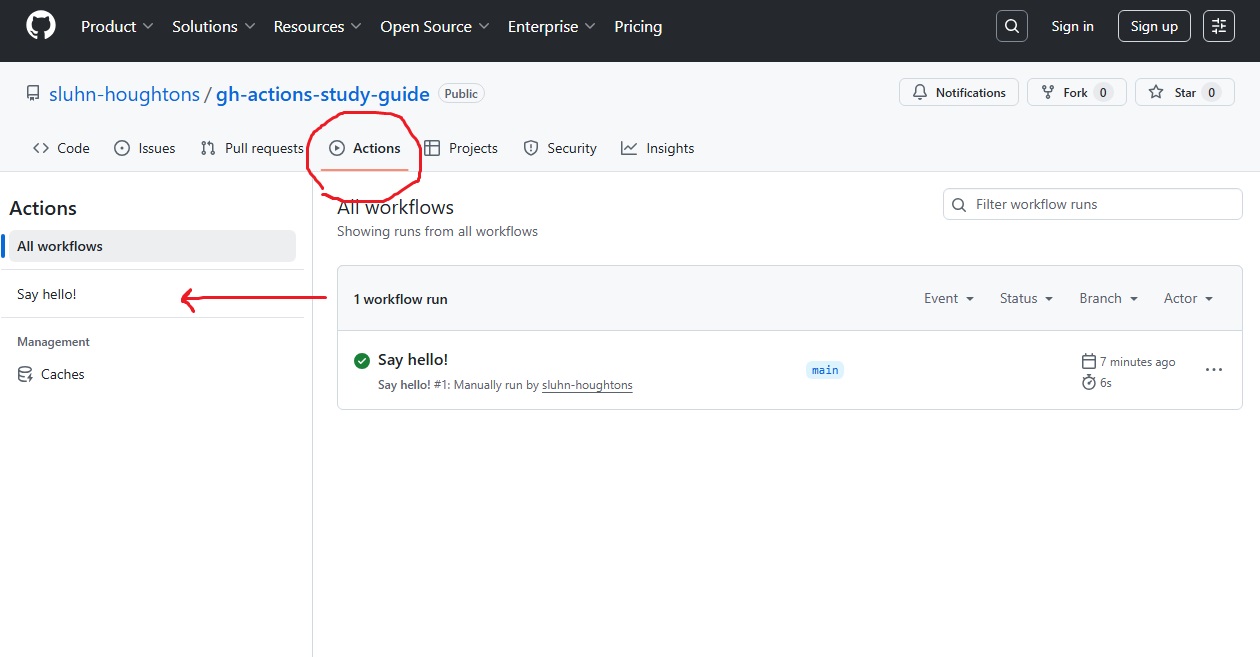 Product Solutions Resources Open Source Enterprise Pricing Sign in Sign up
sluhn-houghtons / gh-actions-study-guide Public Notifications Fork 0 Star 0
Code Issues Pull requests Actions Projects Security Insights
Actions
All workflows
Say hello!
Management
Caches
All workflows
Showing runs from all workflows
Filter workflow runs
1 workflow run Event Status Branch Actor
Say hello!
Say hello! #1: Manually run by sluhn-houghtons
main
7 minutes ago
6s